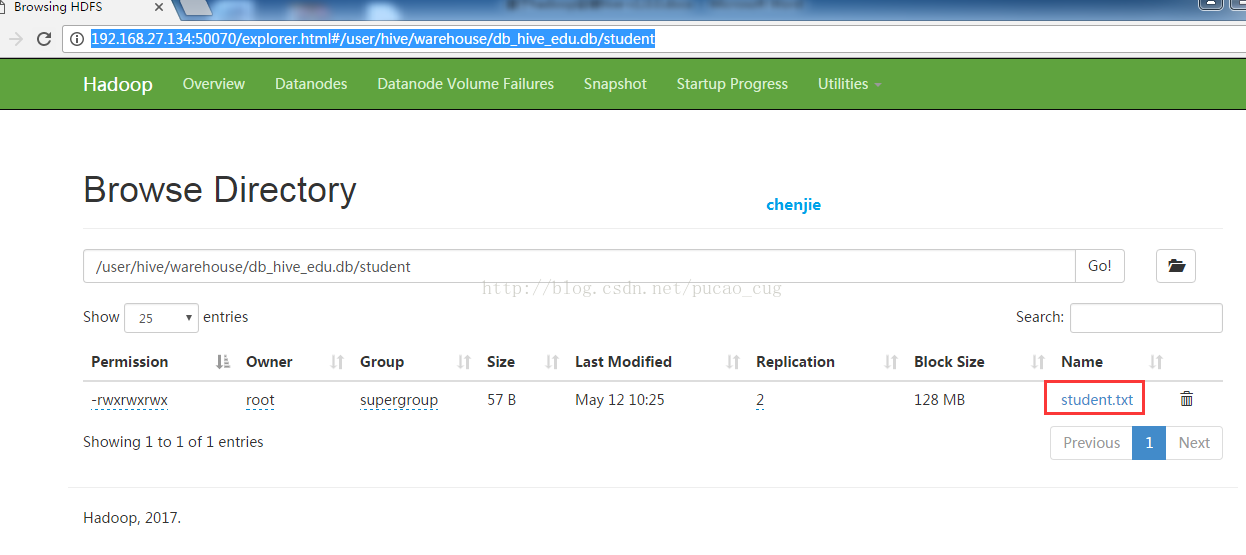 Browsing HDFS
192.168.27.134:50070/explorer.html#/user/hive/warehouse/db_hive_edu.db/student
Hadoop Overview Datanodes Datanode Volume Failures Snapshot Startup Progress Utilities
Browse Directory
chenjie
/user/hive/warehouse/db_hive_edu.db/student Go!
http://blog.csdn.net/pucao_cug
Show 25 entries Search:
Permission Owner Group Size Last Modified Replication Block Size Name
-rwxrwxrwx root supergroup 57 B May 12 10:25 2 128 MB student.txt
Showing 1 to 1 of 1 entries Previous 1 Next
Hadoop, 2017.